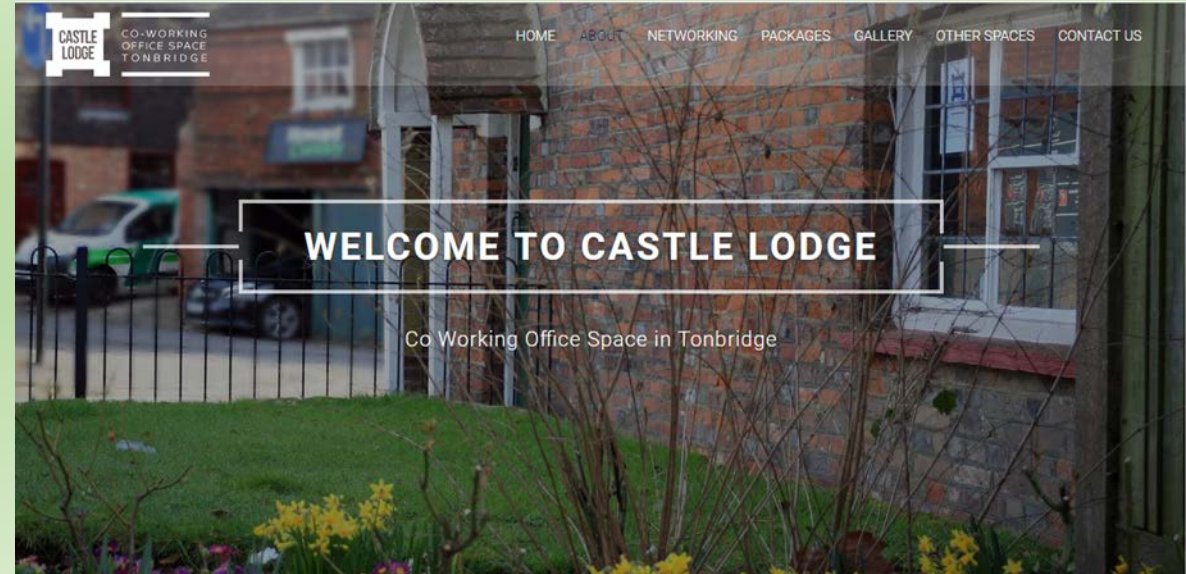 CASTLE
LODGE
CO-WORKING
OFFICE SPACE
TONBRIDGE
HOME ABOUT NETWORKING PACKAGES GALLERY OTHER SPACES CONTACT US
WELCOME TO CASTLE LODGE
Co Working Office Space in Tonbridge